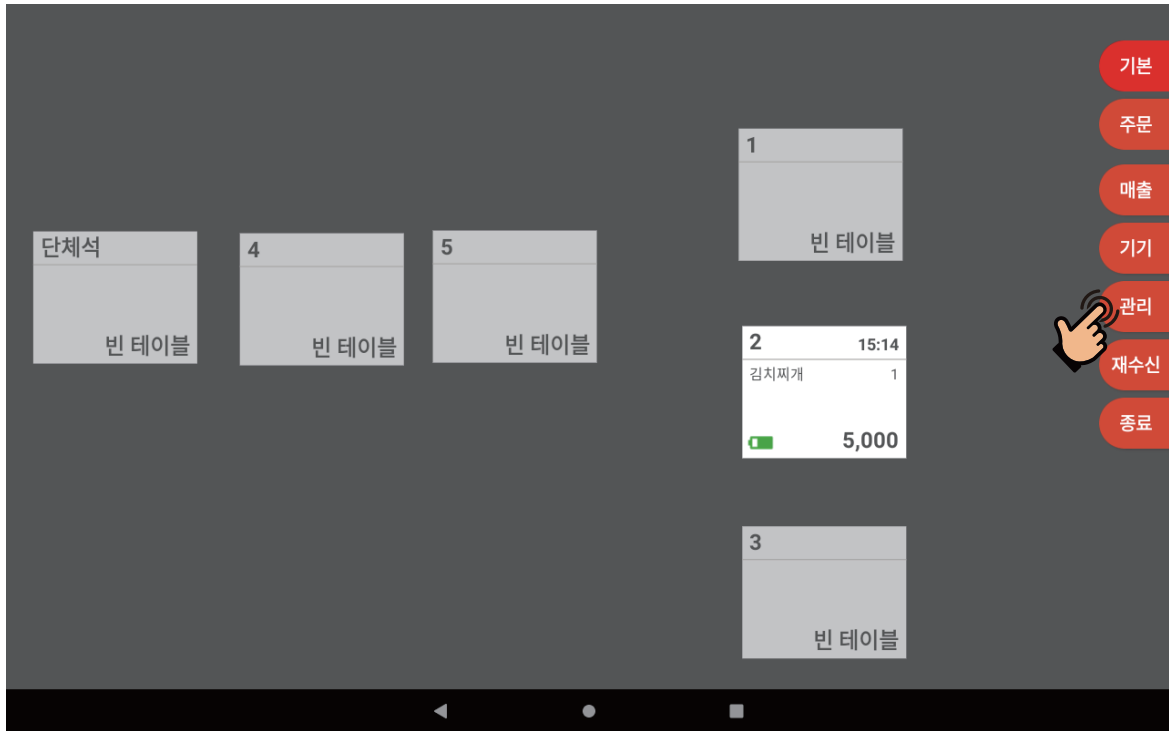 단체석
빈 테이블
4
빈 테이블
5
빈 테이블
1
빈 테이블
2 15:14
김치찌개 1
5,000
3
빈 테이블
기본
주문
매출
기기
관리
재수신
종료